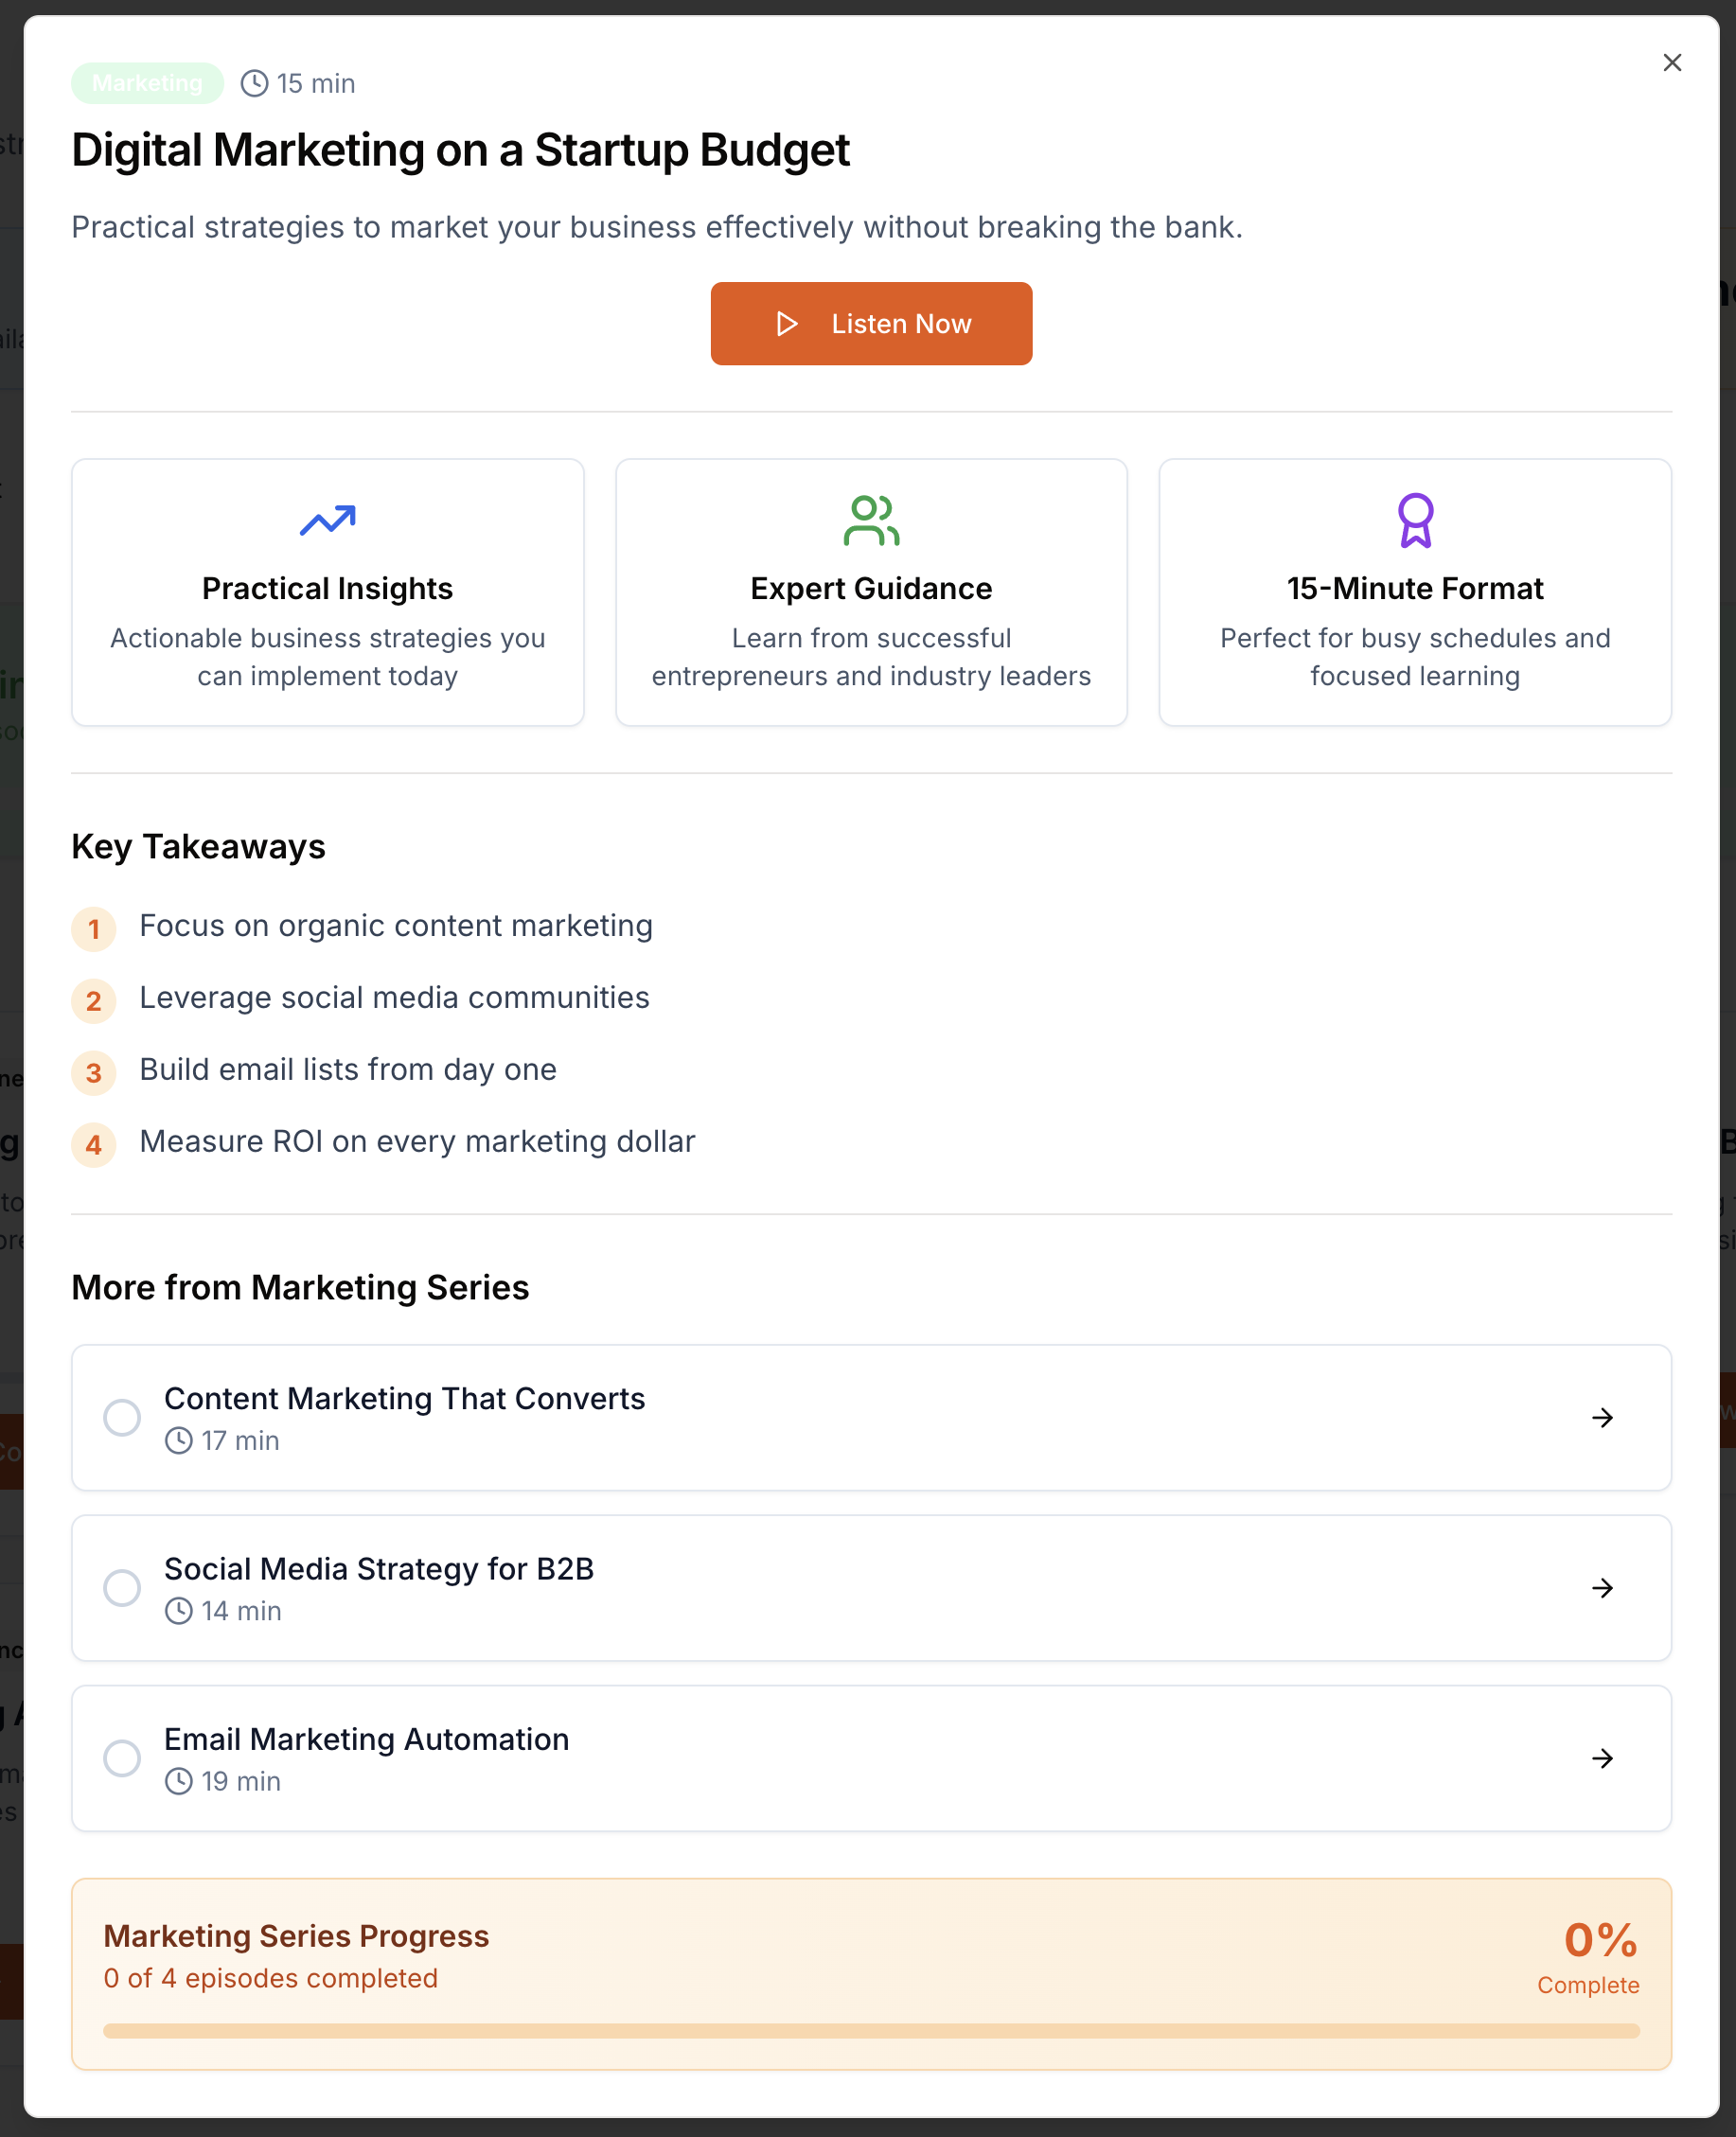 Marketing
15 min
Digital Marketing on a Startup Budget
Practical strategies to market your business effectively without breaking the bank.
Listen Now
Practical Insights
Actionable business strategies you
can implement today
Expert Guidance
Learn from successful
entrepreneurs and industry leaders
15-Minute Format
Perfect for busy schedules and
focused learning
Key Takeaways
1 Focus on organic content marketing
2 Leverage social media communities
3 Build email lists from day one
4 Measure ROI on every marketing dollar
More from Marketing Series
Content Marketing That Converts
17 min
Social Media Strategy for B2B
14 min
Email Marketing Automation
19 min
Marketing Series Progress
0 of 4 episodes completed
0%
Complete